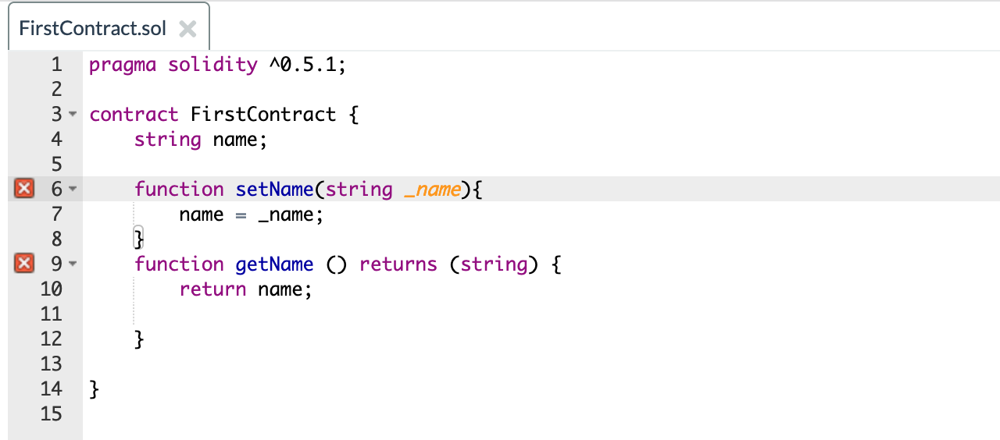 FirstContract.sol
1 pragma solidity ^0.5.1;
2
3 contract FirstContract {
4     string name;
5
6     function setName(string _name){
7         name = _name;
8     }
9     function getName () returns (string) {
10         return name;
11
12     }
13
14 }
15